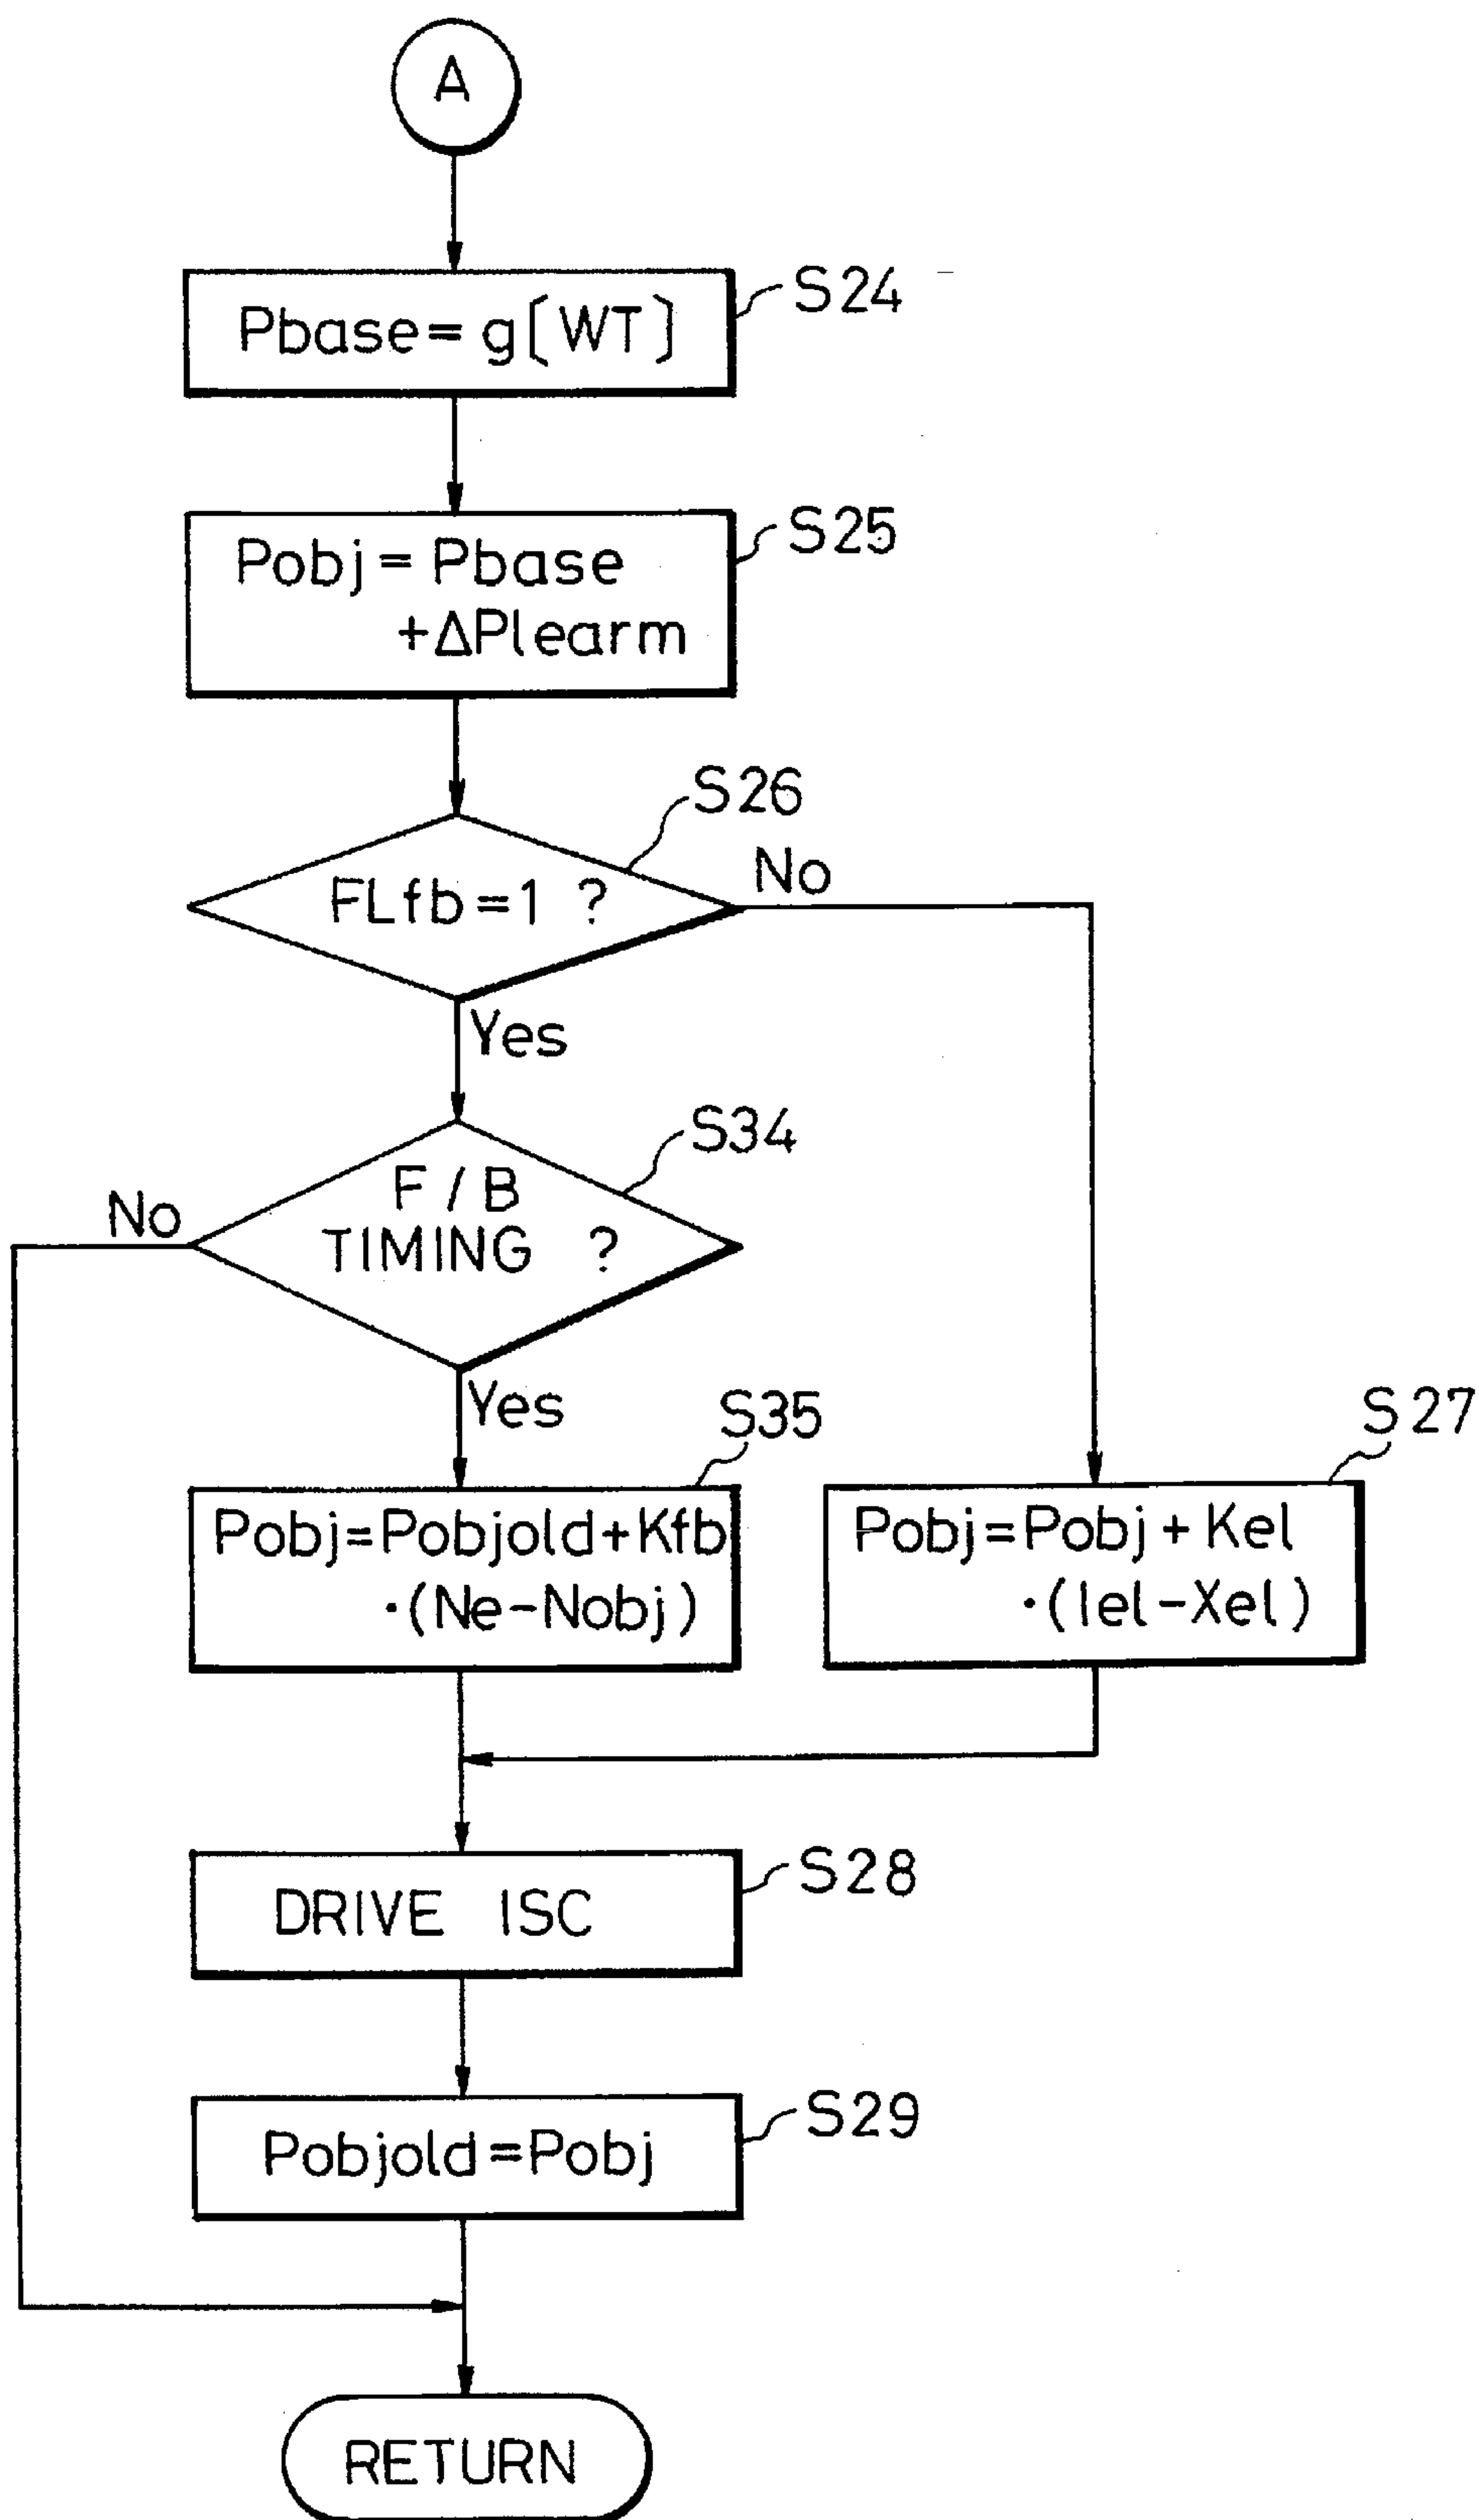 A
Pbase= g[WT]
S24
Pobj=Pbase
+ΔPlearm
S25
S26
FLfb=1 ?
No
Yes
S34
F/B
TIMING ?
No
Yes
S35
S27
Pobj=Pobjold+Kfb
·(Ne-Nobj)
Pobj=Pobj+Kel
·(Iel-Xel)
DRIVE ISC
S28
Pobjold=Pobj
S29
RETURN